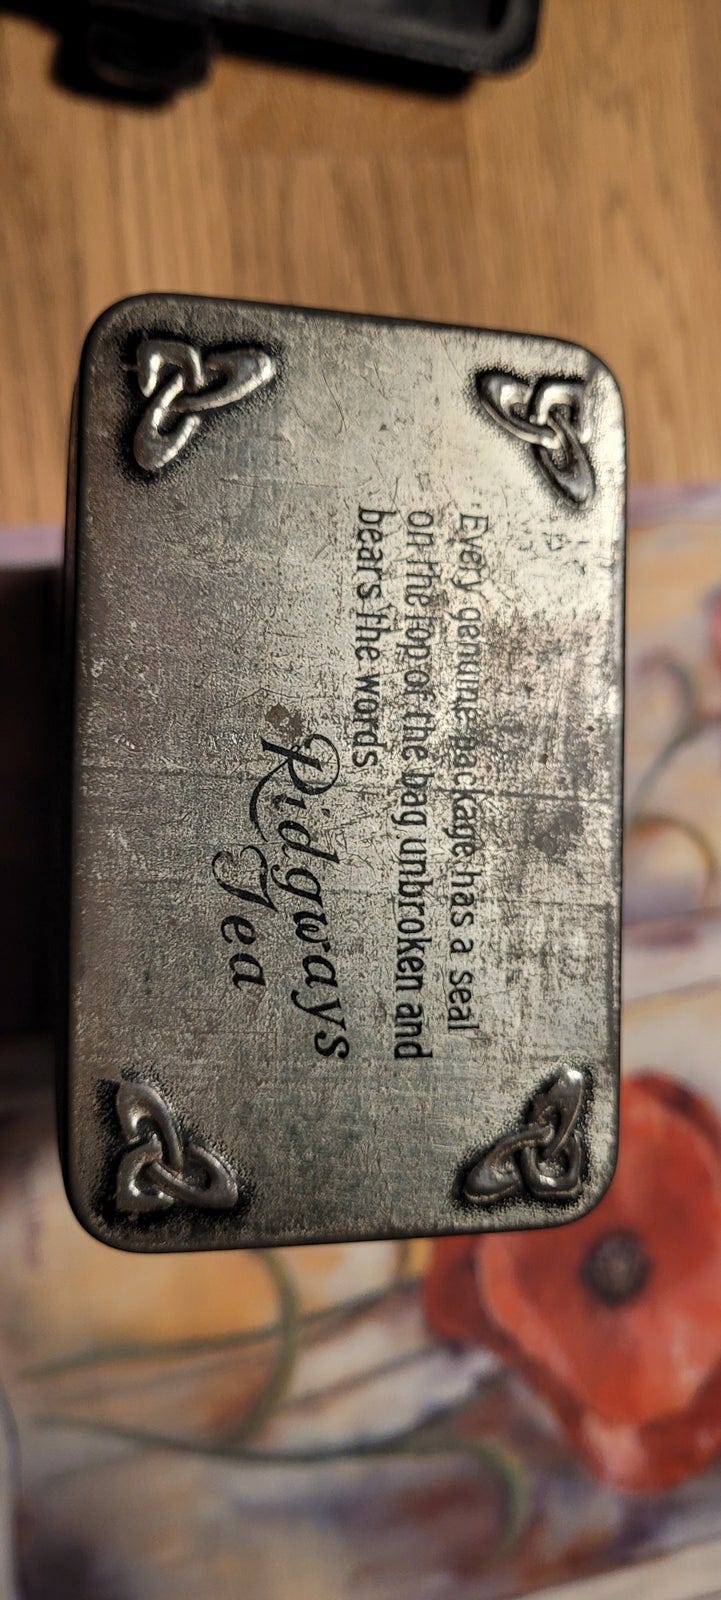 Every genuine package has a seal
on the top of the bag unbroken and
bears the words
Ridgways
Tea